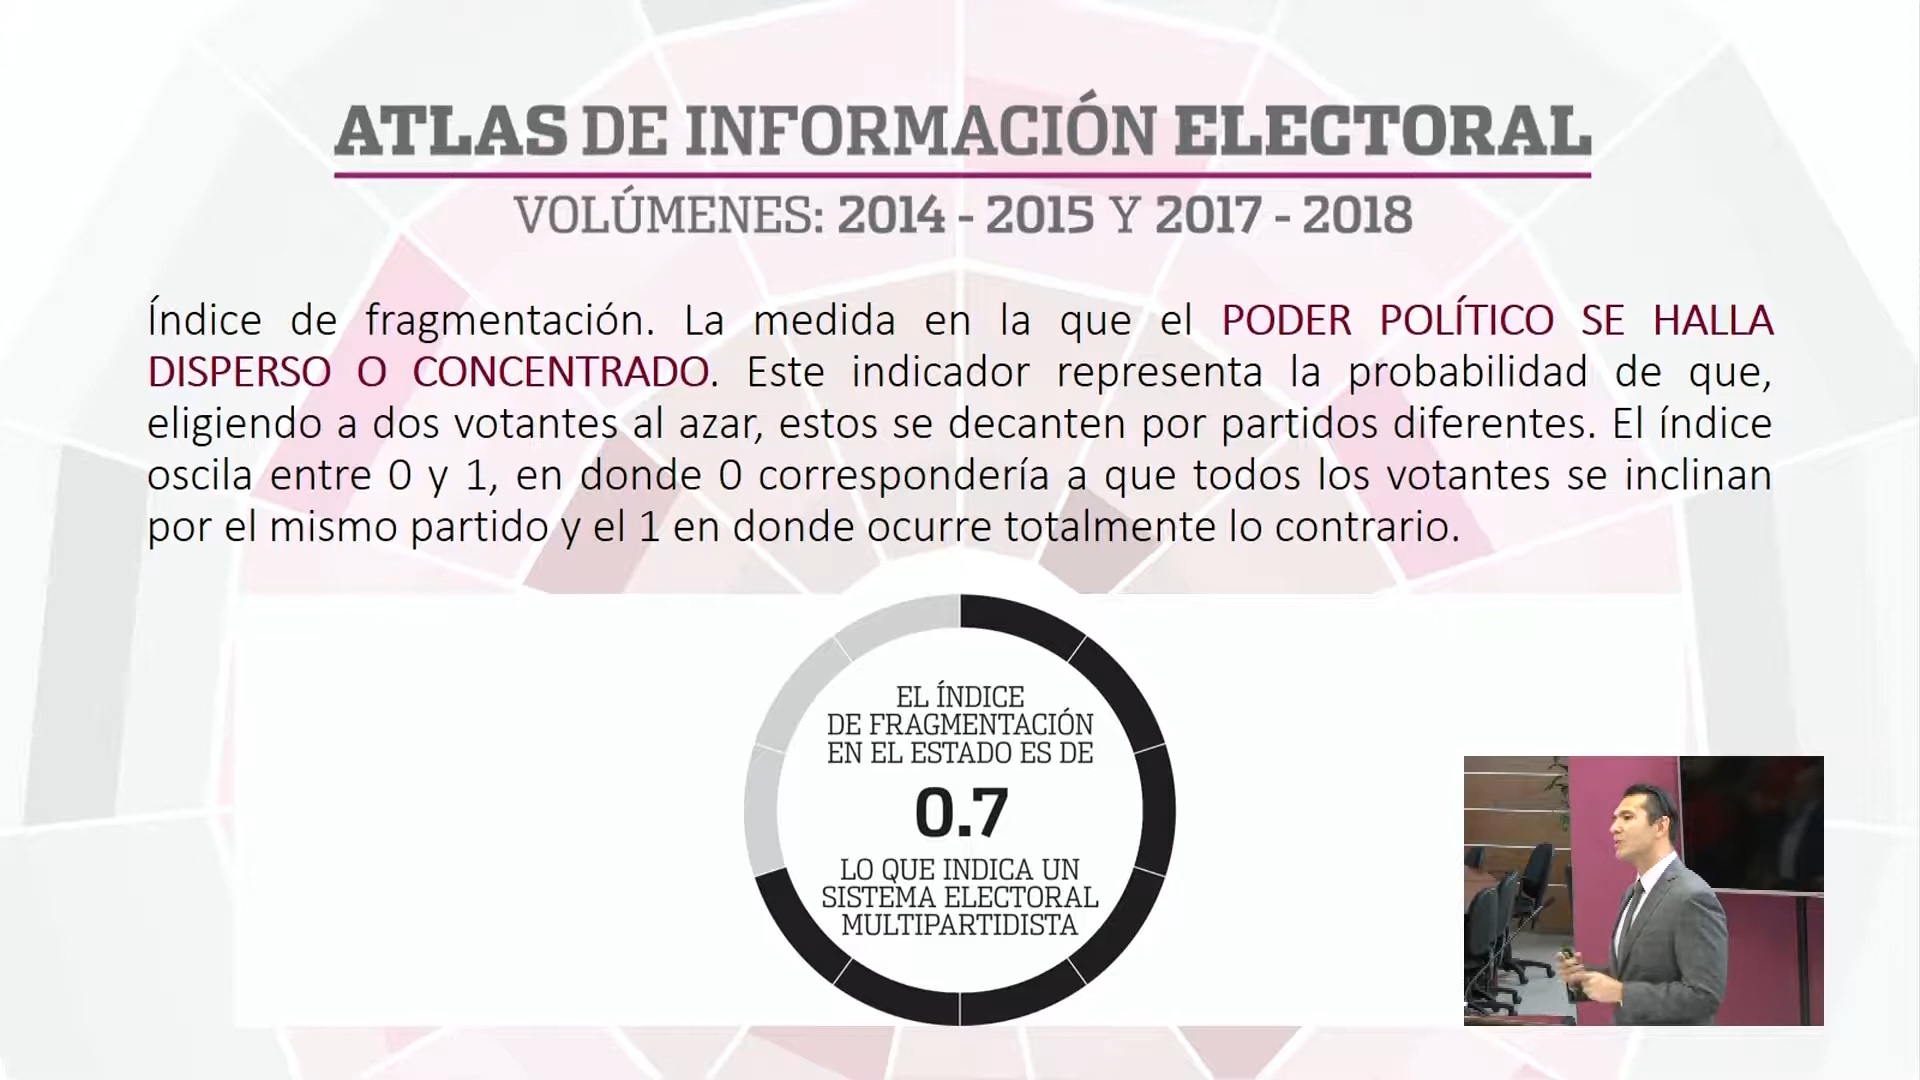 ATLAS DE INFORMACIÓN ELECTORAL
VOLÚMENES: 2014 - 2015 Y 2017 - 2018
Índice de fragmentación. La medida en la que el PODER POLÍTICO SE HALLA
DISPERSO O CONCENTRADO. Este indicador representa la probabilidad de que,
eligiendo a dos votantes al azar, estos se decanten por partidos diferentes. El índice
oscila entre 0 y 1, en donde 0 correspondería a que todos los votantes se inclinan
por el mismo partido y el 1 en donde ocurre totalmente lo contrario.
EL ÍNDICE
DE FRAGMENTACIÓN
EN EL ESTADO ES DE
0.7
LO QUE INDICA UN
SISTEMA ELECTORAL
MULTIPARTIDISTA